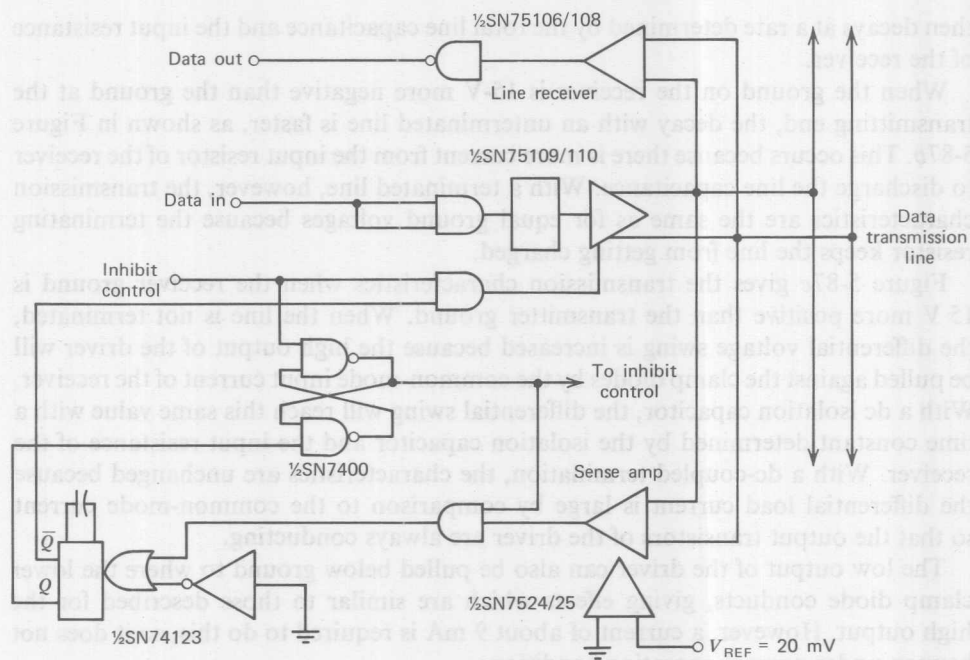 then decays at a rate determined by the total line capacitance and the input resistance
of the receiver.
When the ground on the receiver is 15-V more negative than the ground at the
transmitting end, the decay with an unterminated line is faster, as shown in Figure
5-87b. This occurs because there is a current from the input resistor of the receiver
to discharge the line capacitance. With a terminated line, however, the transmission
characteristics are the same as for equal ground voltages because the terminating
resistor keeps the line from getting charged.
Figure 5-87c gives the transmission characteristics when the receiver ground is
15 V more positive than the transmitter ground. When the line is not terminated,
the differential voltage swing is increased because the high output of the driver will
be pulled against the clamp diodes by the common-mode input current of the receiver.
With a dc isolation capacitor, the differential swing will reach this same value with a
time constant determined by the isolation capacitor and the input resistance of the
receiver. With a dc-coupled termination, the characteristics are unchanged because
the differential load current is large by comparison to the common-mode current
so that the output transistors of the driver are always conducting.
The low output of the driver can also be pulled below ground to where the lower
clamp diode conducts, giving effects which are similar to those described for the
high output. However, a current of about 9 mA is required to do this
½SN75106/108
Data out
Line receiver
½SN75109/110
Data in
Data
transmission
line
Inhibit
control
To inhibit
control
½SN7400
Sense amp
Q̅
Q
½SN7524/25
½SN74123
V_REF = 20 mV